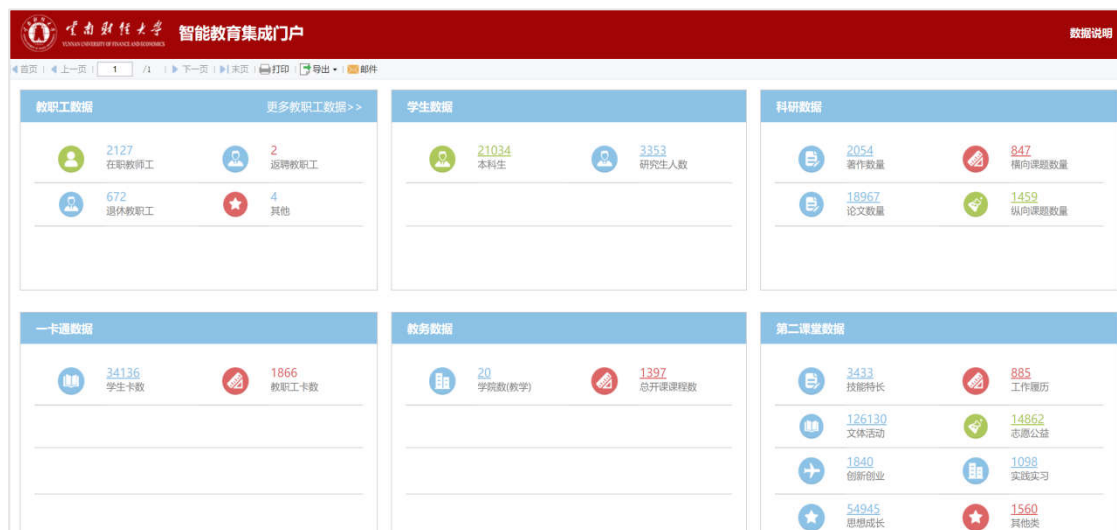 云南财经大学 智能教育集成门户 数据说明
YUNNAN UNIVERSITY OF FINANCE AND ECONOMICS
首页 上一页 1 /1 下一页 末页 打印 导出 邮件
教职工数据 更多教职工数据>>
2127
在职教师工
2
返聘教职工
672
退休教职工
4
其他
学生数据
21034
本科生
3353
研究生人数
科研数据
2054
著作数量
847
横向课题数量
18967
论文数量
1459
纵向课题数量
一卡通数据
34136
学生卡数
1866
教职工卡数
教务数据
20
学院数(教学)
1397
总开课课程数
第二课堂数据
3433
技能特长
885
工作履历
126130
文体活动
14862
志愿公益
1840
创新创业
1098
实践实习
54945
思想成长
1560
其他类